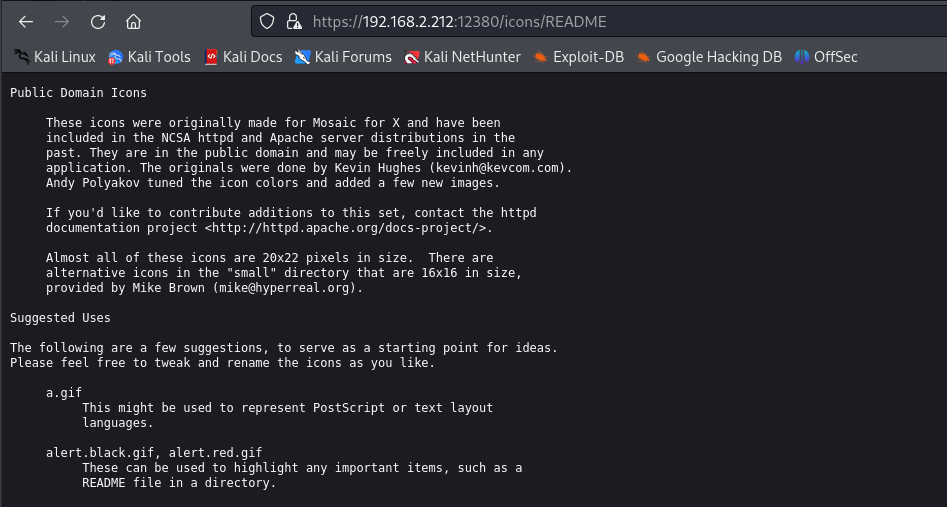 https://192.168.2.212:12380/icons/README
Kali Linux Kali Tools Kali Docs Kali Forums Kali NetHunter Exploit-DB Google Hacking DB OffSec
Public Domain Icons
These icons were originally made for Mosaic for X and have been
included in the NCSA httpd and Apache server distributions in the
past. They are in the public domain and may be freely included in any
application. The originals were done by Kevin Hughes (kevinh@kevcom.com).
Andy Polyakov tuned the icon colors and added a few new images.
If you'd like to contribute additions to this set, contact the httpd
documentation project <http://httpd.apache.org/docs-project/>.
Almost all of these icons are 20x22 pixels in size.  There are
alternative icons in the "small" directory that are 16x16 in size,
provided by Mike Brown (mike@hyperreal.org).
Suggested Uses
The following are a few suggestions, to serve as a starting point for ideas.
Please feel free to tweak and rename the icons as you like.
a.gif
This might be used to represent PostScript or text layout
languages.
alert.black.gif, alert.red.gif
These can be used to highlight any important items, such as a
README file in a directory.